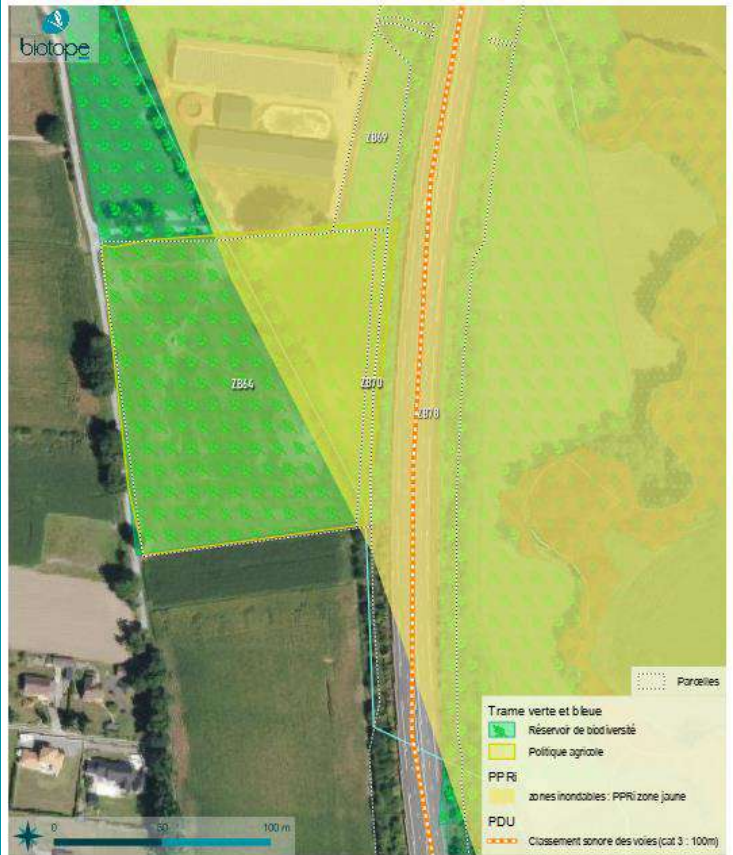 biotope
ZB69
ZB64
ZB70
ZB78
Parcelles
Trame verte et bleue
Réservoir de biodiversité
Politique agricole
PPRi
zones inondables : PPRi zone jaune
PDU
Classement sonore des voies (cat 3 : 100m)
0 50 100 m